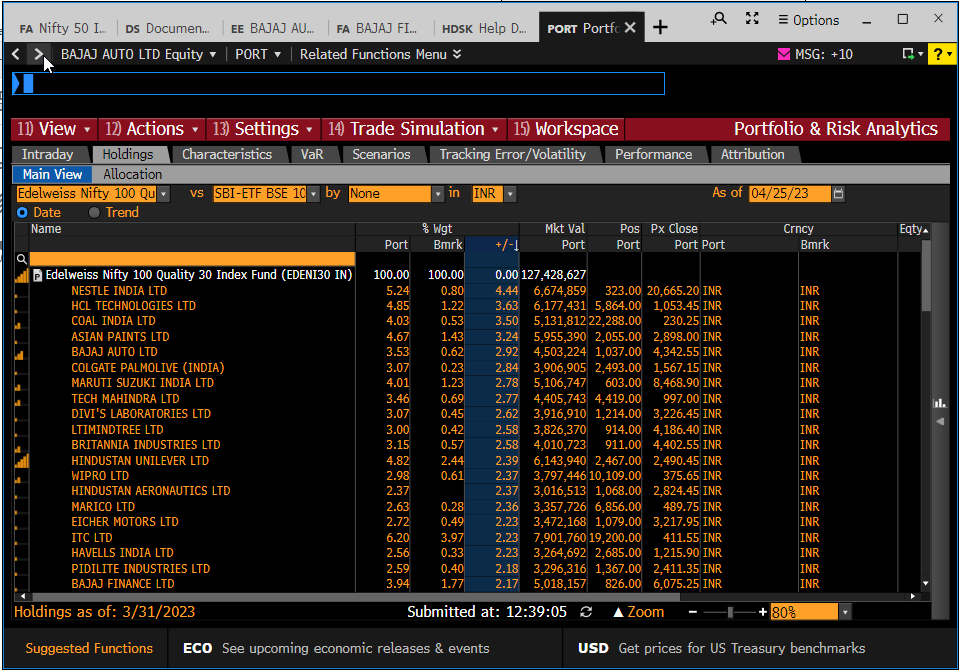 FA Nifty 50 I... DS Documen... EE BAJAJ AU... FA BAJAJ FI... HDSK Help D... PORT Portfo Options
BAJAJ AUTO LTD Equity PORT Related Functions Menu MSG: +10 ?
11) View 12) Actions 13) Settings 14) Trade Simulation 15) Workspace Portfolio & Risk Analytics
Intraday Holdings Characteristics VaR Scenarios Tracking Error/Volatility Performance Attribution
Main View Allocation
Edelweiss Nifty 100 Qu vs SBI-ETF BSE 10 by None in INR As of 04/25/23
Date Trend
Name % Wgt Mkt Val Pos Px Close Crncy Eqty
Port Bmrk +/- Port Port Port Port Bmrk
P Edelweiss Nifty 100 Quality 30 Index Fund (EDENI30 IN) 100.00 100.00 0.00 127,428,627
NESTLE INDIA LTD 5.24 0.80 4.44 6,674,859 323.00 20,665.20 INR INR
HCL TECHNOLOGIES LTD 4.85 1.22 3.63 6,177,431 5,864.00 1,053.45 INR INR
COAL INDIA LTD 4.03 0.53 3.50 5,131,812 22,288.00 230.25 INR INR
ASIAN PAINTS LTD 4.67 1.43 3.24 5,955,390 2,055.00 2,898.00 INR INR
BAJAJ AUTO LTD 3.53 0.62 2.92 4,503,224 1,037.00 4,342.55 INR INR
COLGATE PALMOLIVE (INDIA) 3.07 0.23 2.84 3,906,905 2,493.00 1,567.15 INR INR
MARUTI SUZUKI INDIA LTD 4.01 1.23 2.78 5,106,747 603.00 8,468.90 INR INR
TECH MAHINDRA LTD 3.46 0.69 2.77 4,405,743 4,419.00 997.00 INR INR
DIVI'S LABORATORIES LTD 3.07 0.45 2.62 3,916,910 1,214.00 3,226.45 INR INR
LTIMINDTREE LTD 3.00 0.42 2.58 3,826,370 914.00 4,186.40 INR INR
BRITANNIA INDUSTRIES LTD 3.15 0.57 2.58 4,010,723 911.00 4,402.55 INR INR
HINDUSTAN UNILEVER LTD 4.82 2.44 2.39 6,143,940 2,467.00 2,490.45 INR INR
WIPRO LTD 2.98 0.61 2.37 3,797,446 10,109.00 375.65 INR INR
HINDUSTAN AERONAUTICS LTD 2.37 2.37 3,016,513 1,068.00 2,824.45 INR INR
MARICO LTD 2.63 0.28 2.36 3,357,726 6,856.00 489.75 INR INR
EICHER MOTORS LTD 2.72 0.49 2.23 3,472,168 1,079.00 3,217.95 INR INR
ITC LTD 6.20 3.97 2.23 7,901,760 19,200.00 411.55 INR INR
HAVELLS INDIA LTD 2.56 0.33 2.23 3,264,692 2,685.00 1,215.90 INR INR
PIDILITE INDUSTRIES LTD 2.59 0.40 2.18 3,296,316 1,367.00 2,411.35 INR INR
BAJAJ FINANCE LTD 3.94 1.77 2.17 5,018,157 826.00 6,075.25 INR INR
Holdings as of: 3/31/2023 Submitted at: 12:39:05 Zoom - + 80%
Suggested Functions ECO See upcoming economic releases & events USD Get prices for US Treasury benchmarks